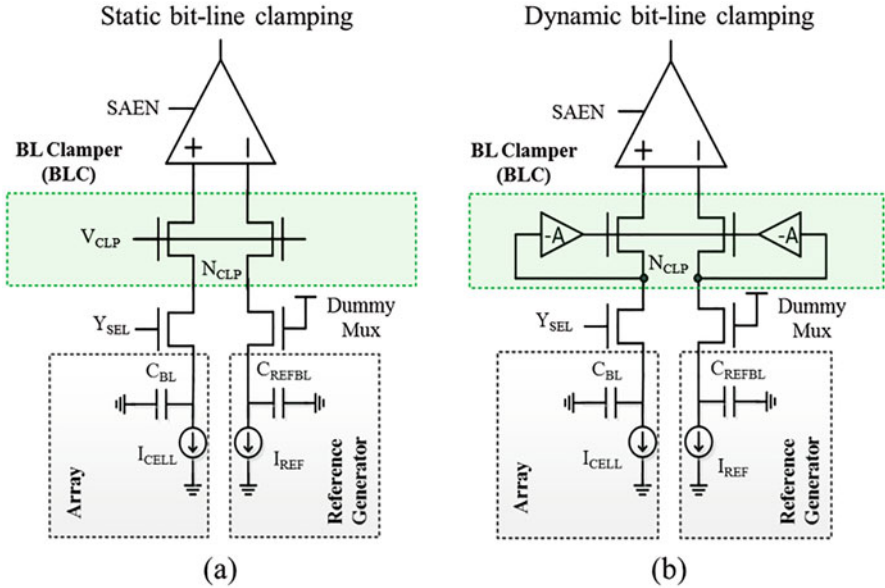 Static bit-line clamping
SAEN
+ −
BL Clamper
(BLC)
V_CLP
N_CLP
Y_SEL
Dummy
Mux
C_BL
C_REFBL
I_CELL
I_REF
Array
Reference
Generator
(a)
Dynamic bit-line clamping
SAEN
+ −
BL Clamper
(BLC)
-A
-A
N_CLP
Y_SEL
Dummy
Mux
C_BL
C_REFBL
I_CELL
I_REF
Array
Reference
Generator
(b)